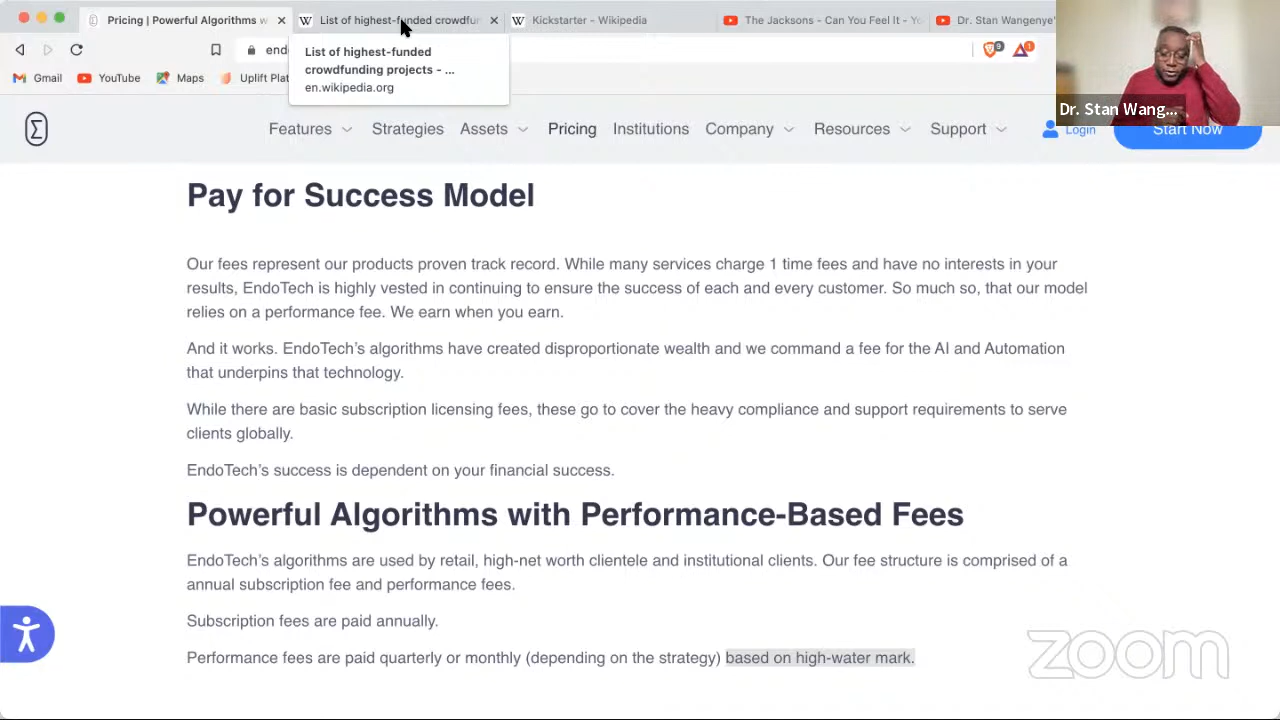 Pricing | Powerful Algorithms w
List of highest-funded crowdfun
Kickstarter - Wikipedia
The Jacksons - Can You Feel It - Yo
Dr. Stan Wangenye'
end
List of highest-funded
crowdfunding projects - ...
en.wikipedia.org
9
1
Gmail
YouTube
Maps
Uplift Pla
Dr. Stan Wang...
Features
Strategies
Assets
Pricing
Institutions
Company
Resources
Support
Login
Start Now
Pay for Success Model
Our fees represent our products proven track record. While many services charge 1 time fees and have no interests in your
results, EndoTech is highly vested in continuing to ensure the success of each and every customer. So much so, that our model
relies on a performance fee. We earn when you earn.
And it works. EndoTech’s algorithms have created disproportionate wealth and we command a fee for the AI and Automation
that underpins that technology.
While there are basic subscription licensing fees, these go to cover the heavy compliance and support requirements to serve
clients globally.
EndoTech’s success is dependent on your financial success.
Powerful Algorithms with Performance-Based Fees
EndoTech’s algorithms are used by retail, high-net worth clientele and institutional clients. Our fee structure is comprised of a
annual subscription fee and performance fees.
Subscription fees are paid annually.
Performance fees are paid quarterly or monthly (depending on the strategy) based on high-water mark.
zoom